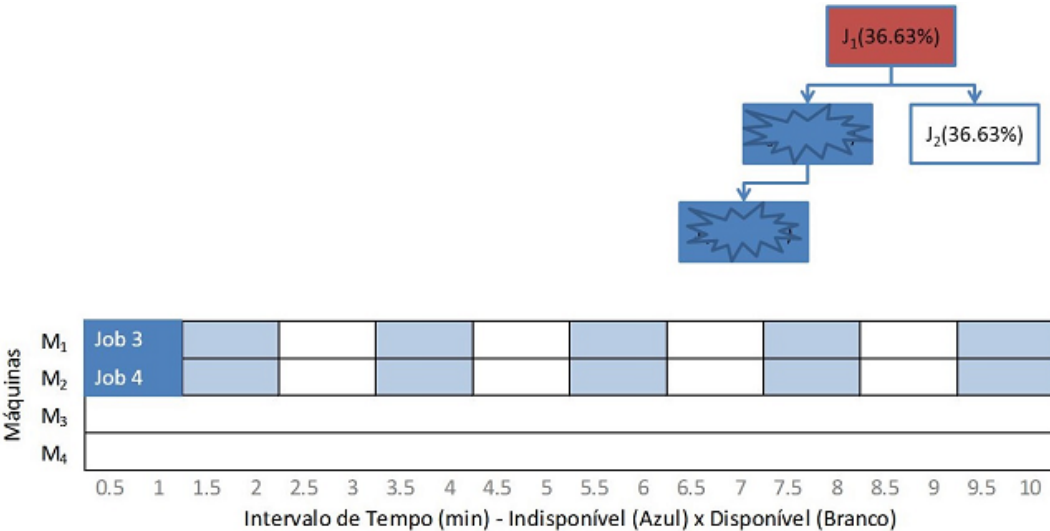 J₁(36.63%)
J₂(36.63%)
Máquinas
M₁ Job 3
M₂ Job 4
M₃
M₄
0.5 1 1.5 2 2.5 3 3.5 4 4.5 5 5.5 6 6.5 7 7.5 8 8.5 9 9.5 10
Intervalo de Tempo (min) - Indisponível (Azul) x Disponível (Branco)